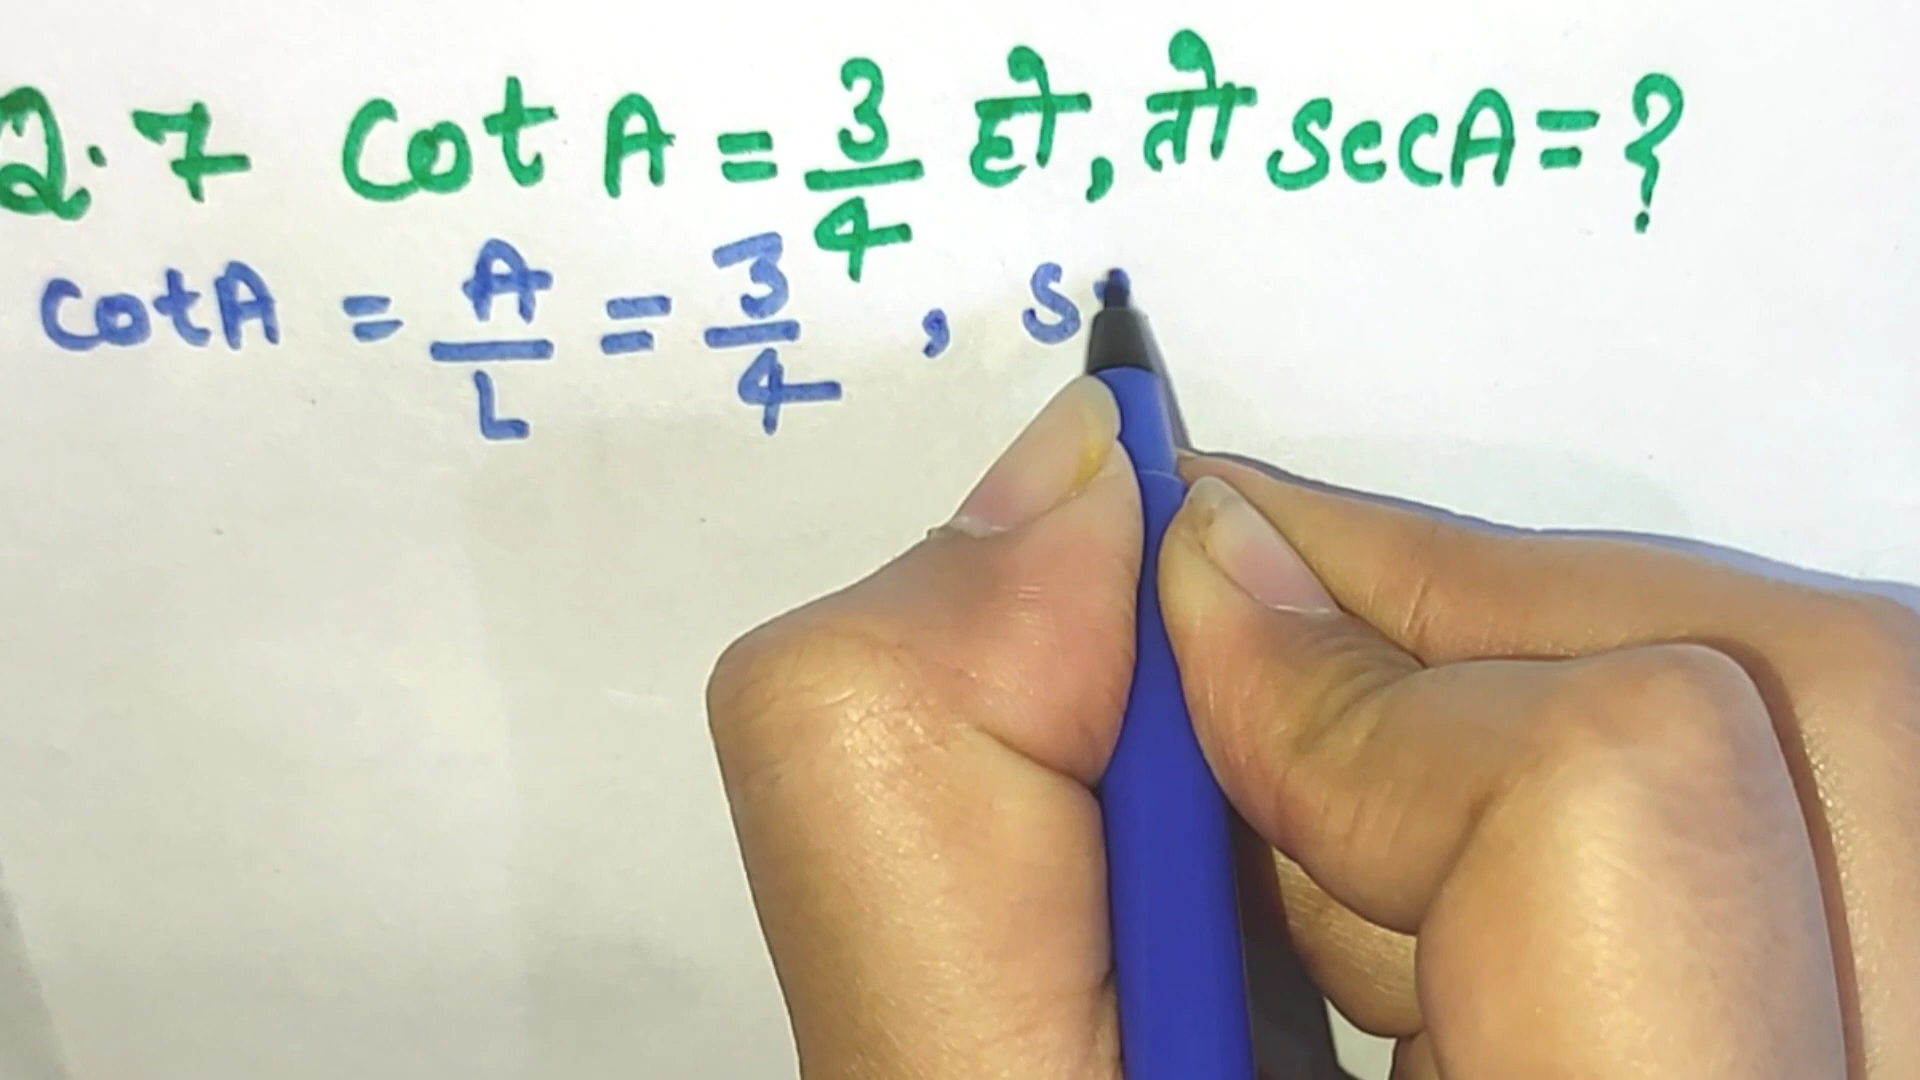 Q.7 cot A = 3/4 हो, तो secA = ?
cotA = A/L = 3/4 , s